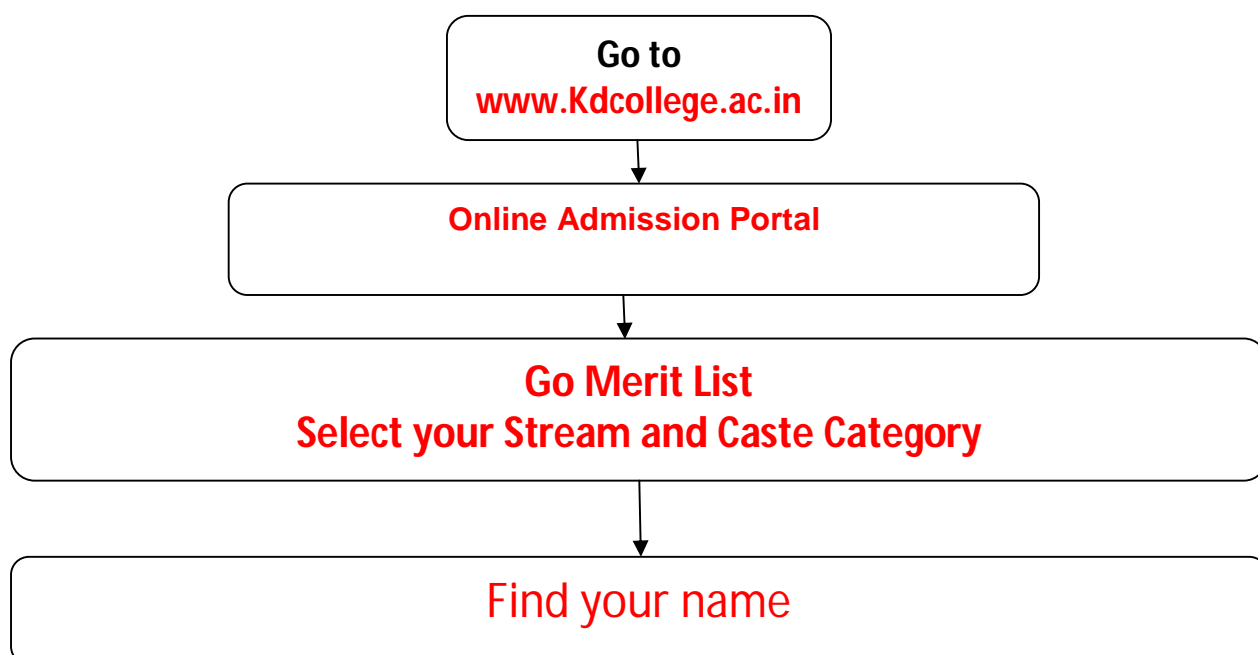 Go to
www.Kdcollege.ac.in
Online Admission Portal
Go Merit List
Select your Stream and Caste Category
Find your name